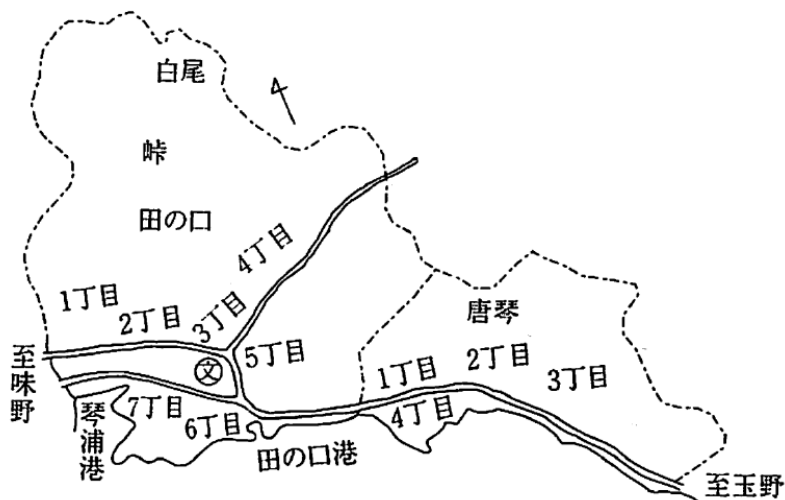 白尾
峠
田の口
4丁目
1丁目
2丁目
3丁目
唐琴
5丁目
2丁目
1丁目
3丁目
至味野
文
4丁目
7丁目
6丁目
琴浦港
田の口港
至玉野